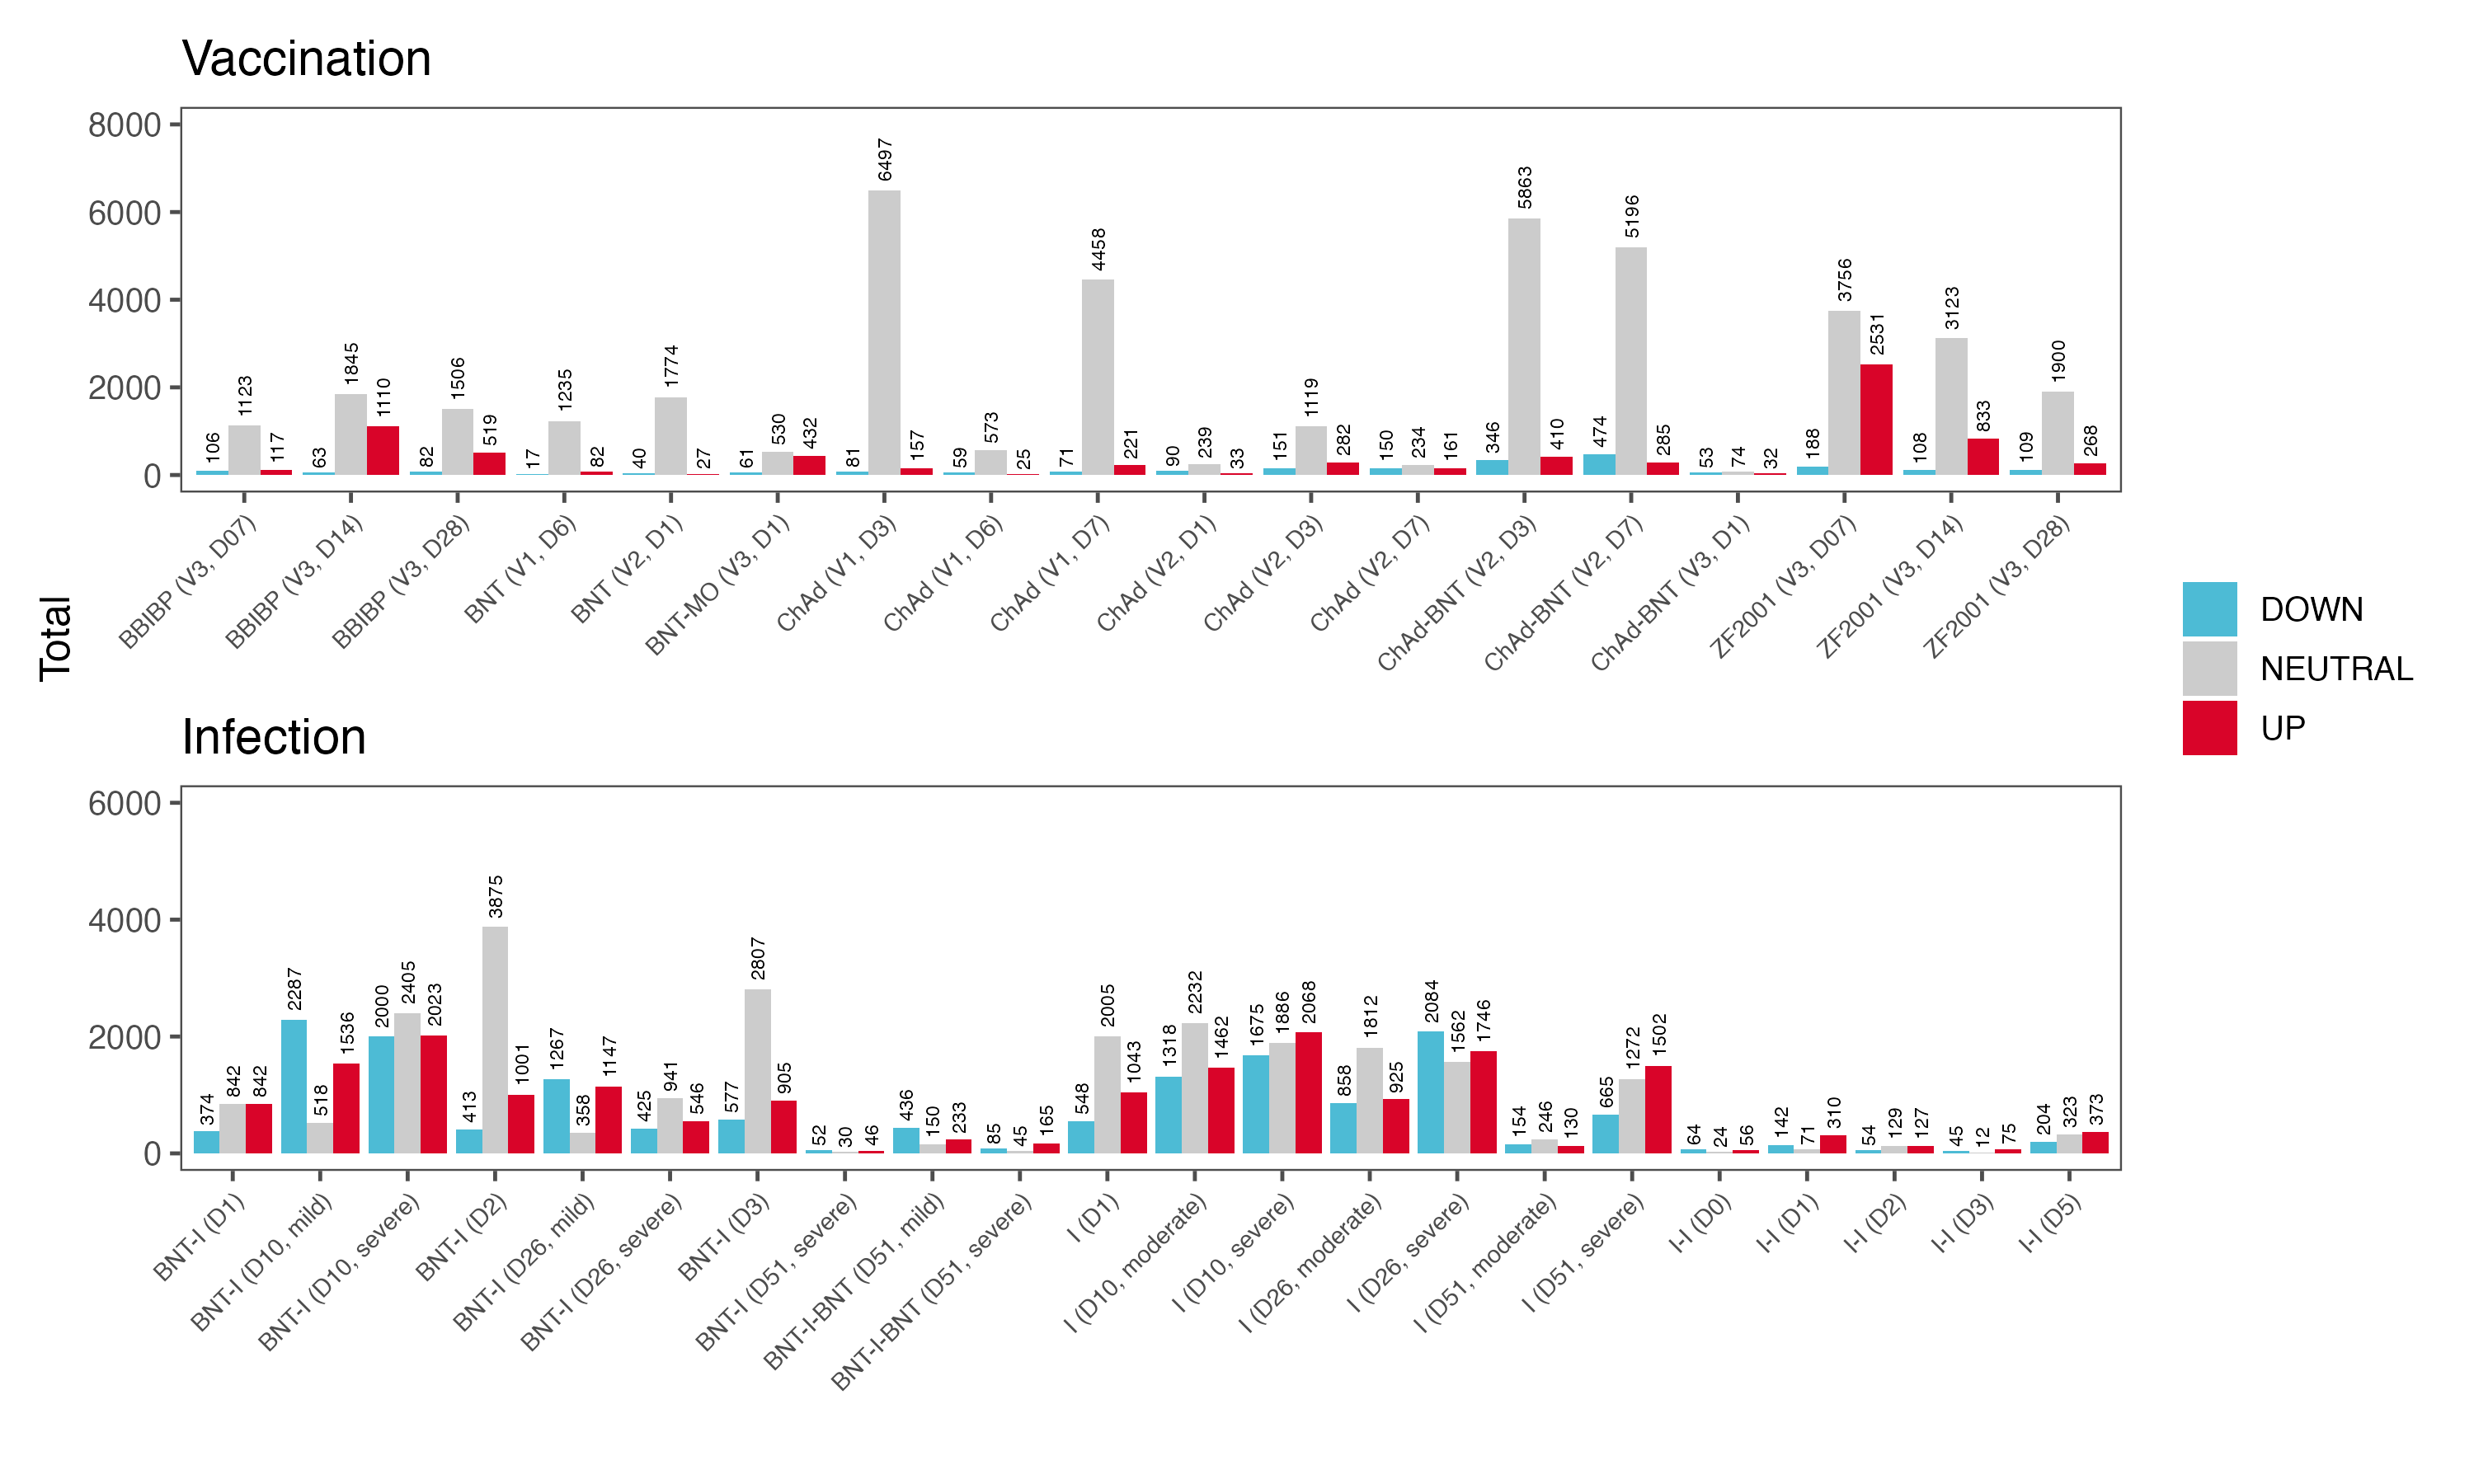 Vaccination
Total
8000
6000
4000
2000
0
106 1123 117
63 1845 1110
82 1506 519
17 1235 82
40 1774 27
61 530 432
81 6497 157
59 573 25
71 4458 221
90 239 33
151 1119 282
150 234 161
346 5863 410
474 5196 285
53 74 32
188 3756 2531
108 3123 833
109 1900 268
BBIBP (V3, D07)
BBIBP (V3, D14)
BBIBP (V3, D28)
BNT (V1, D6)
BNT (V2, D1)
BNT-MO (V3, D1)
ChAd (V1, D3)
ChAd (V1, D6)
ChAd (V1, D7)
ChAd (V2, D1)
ChAd (V2, D3)
ChAd (V2, D7)
ChAd-BNT (V2, D3)
ChAd-BNT (V2, D7)
ChAd-BNT (V3, D1)
ZF2001 (V3, D07)
ZF2001 (V3, D14)
ZF2001 (V3, D28)
DOWN
NEUTRAL
UP
Infection
6000
4000
2000
0
374 842 842
2287 518 1536
2000 2405 2023
413 3875 1001
1267 358 1147
425 941 546
577 2807 905
52 30 46
436 150 233
85 45 165
548 2005 1043
1318 2232 1462
1675 1886 2068
858 1812 925
2084 1562 1746
154 246 130
665 1272 1502
64 24 56
142 71 310
54 129 127
45 12 75
204 323 373
BNT-I (D1)
BNT-I (D10, mild)
BNT-I (D10, severe)
BNT-I (D2)
BNT-I (D26, mild)
BNT-I (D26, severe)
BNT-I (D3)
BNT-I (D51, severe)
BNT-I-BNT (D51, mild)
BNT-I-BNT (D51, severe)
I (D1)
I (D10, moderate)
I (D10, severe)
I (D26, moderate)
I (D26, severe)
I (D51, moderate)
I (D51, severe)
I-I (D0)
I-I (D1)
I-I (D2)
I-I (D3)
I-I (D5)